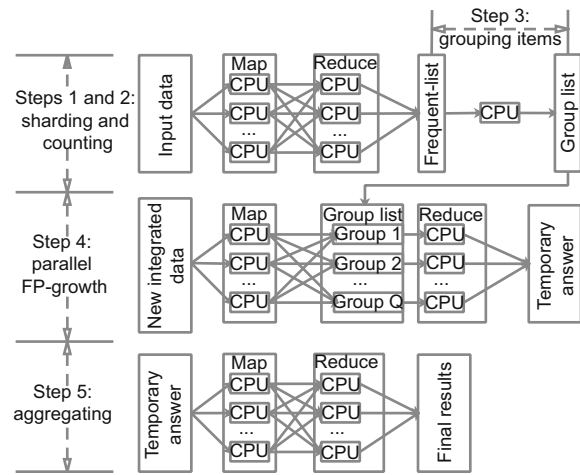 Step 3:
grouping items
Steps 1 and 2:
sharding and
counting
Input data
Map
CPU
CPU
...
CPU
Reduce
CPU
CPU
...
CPU
Frequent-list
CPU
Group list
Step 4:
parallel
FP-growth
New integrated
data
Map
CPU
CPU
...
CPU
Group list
Group 1
Group 2
...
Group Q
Reduce
CPU
CPU
...
CPU
Temporary
answer
Step 5:
aggregating
Temporary
answer
Map
CPU
CPU
...
CPU
Reduce
CPU
CPU
...
CPU
Final results